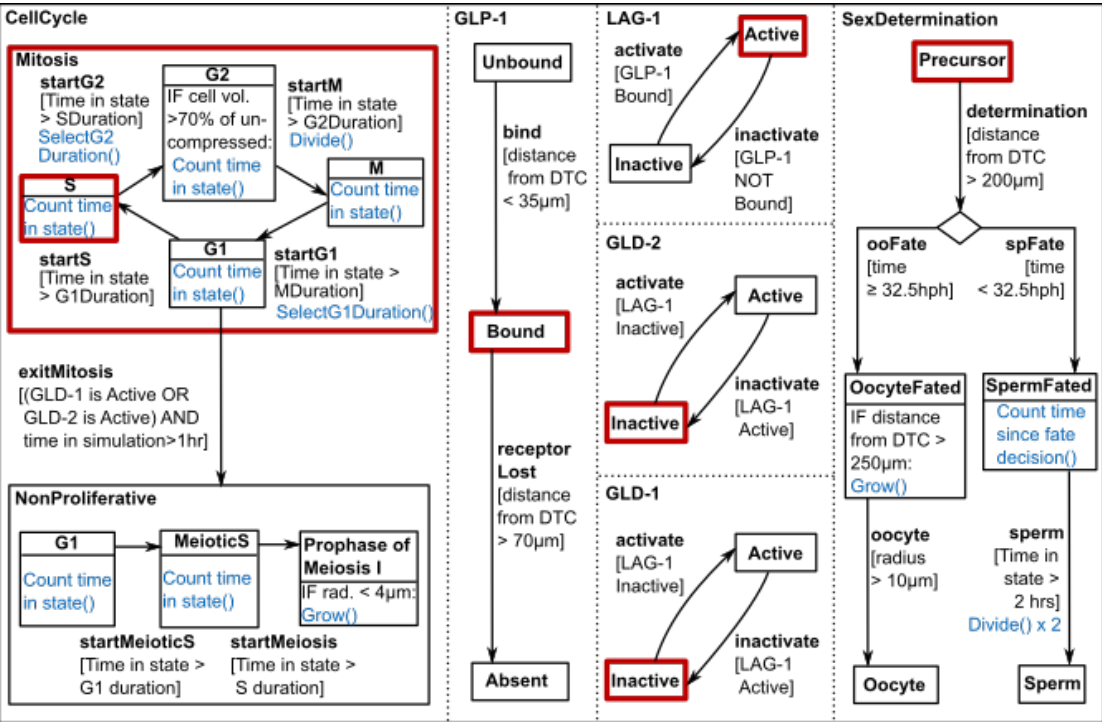 CellCycle
Mitosis
startG2
[Time in state
> SDuration]
SelectG2
Duration()
G2
IF cell vol.
>70% of un-
compressed:
Count time
in state()
startM
[Time in state
> G2Duration]
Divide()
S
Count time
in state()
M
Count time
in state()
startS
[Time in state
> G1Duration]
G1
Count time
in state()
startG1
[Time in state >
MDuration]
SelectG1Duration()
exitMitosis
[(GLD-1 is Active OR
GLD-2 is Active) AND
time in simulation>1hr]
NonProliferative
G1
Count time
in state()
MeioticS
Count time
in state()
Prophase of
Meiosis I
IF rad. < 4µm:
Grow()
startMeioticS
[Time in state >
G1 duration]
startMeiosis
[Time in state >
S duration]
GLP-1
Unbound
bind
[distance
from DTC
< 35µm]
Bound
receptor
Lost
[distance
from DTC
> 70µm]
Absent
LAG-1
activate
[GLP-1
Bound]
Active
Inactive
inactivate
[GLP-1
NOT
Bound]
GLD-2
activate
[LAG-1
Inactive]
Active
Inactive
inactivate
[LAG-1
Active]
GLD-1
activate
[LAG-1
Inactive]
Active
Inactive
inactivate
[LAG-1
Active]
SexDetermination
Precursor
determination
[distance
from DTC
> 200µm]
ooFate
[time
≥ 32.5hph]
spFate
[time
< 32.5hph]
OocyteFated
IF distance
from DTC >
250µm:
Grow()
SpermFated
Count time
since fate
decision()
oocyte
[radius
> 10µm]
sperm
[Time in
state >
2 hrs]
Divide() x 2
Oocyte
Sperm